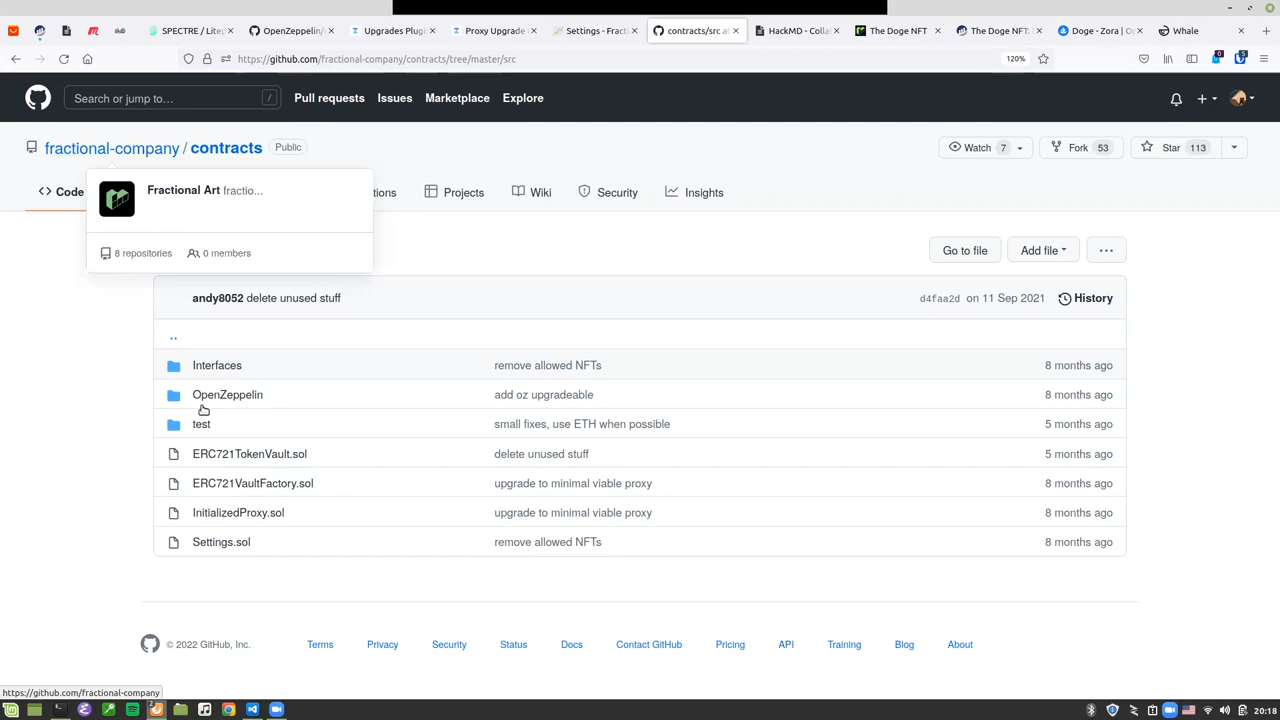 SPECTRE / Litep
OpenZeppelin/
Upgrades Plugi
Proxy Upgrade
Settings - Fracti
contracts/src at
HackMD - Colla
The Doge NFT
The Doge NFT:
Doge - Zora | Op
Whale
https://github.com/fractional-company/contracts/tree/master/src
120%
Search or jump to…
/
Pull requests
Issues
Marketplace
Explore
fractional-company / contracts
Public
Watch 7
Fork 53
Star 113
Code
tions
Projects
Wiki
Security
Insights
Fractional Art fractio...
8 repositories
0 members
Go to file
Add file
andy8052 delete unused stuff
d4faa2d on 11 Sep 2021
History
..
Interfaces remove allowed NFTs 8 months ago
OpenZeppelin add oz upgradeable 8 months ago
test small fixes, use ETH when possible 5 months ago
ERC721TokenVault.sol delete unused stuff 5 months ago
ERC721VaultFactory.sol upgrade to minimal viable proxy 8 months ago
InitializedProxy.sol upgrade to minimal viable proxy 8 months ago
Settings.sol remove allowed NFTs 8 months ago
© 2022 GitHub, Inc.
Terms
Privacy
Security
Status
Docs
Contact GitHub
Pricing
API
Training
Blog
About
https://github.com/fractional-company
20:18